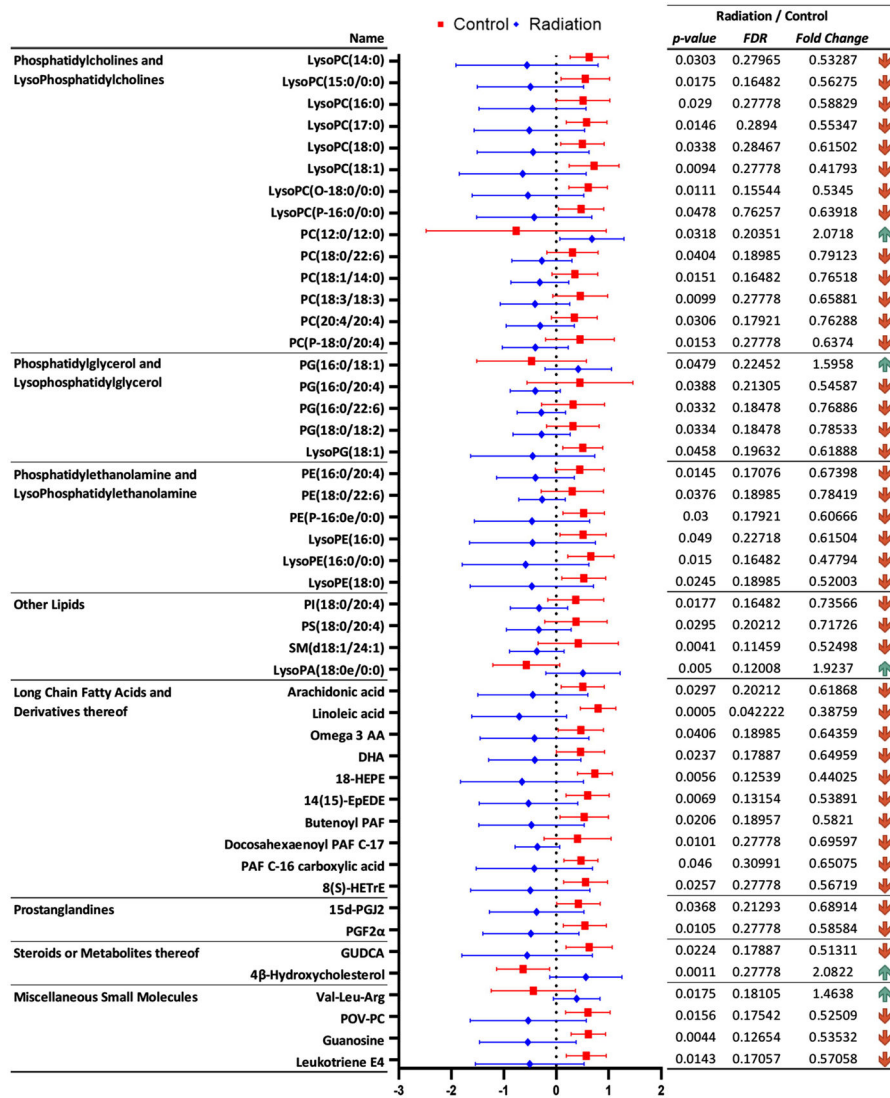 Control Radiation
Radiation / Control
Name p-value FDR Fold Change
Phosphatidylcholines and LysoPC(14:0) 0.0303 0.27965 0.53287
LysoPhosphatidylcholines LysoPC(15:0/0:0) 0.0175 0.16482 0.56275
LysoPC(16:0) 0.029 0.27778 0.58829
LysoPC(17:0) 0.0146 0.2894 0.55347
LysoPC(18:0) 0.0338 0.28467 0.61502
LysoPC(18:1) 0.0094 0.27778 0.41793
LysoPC(O-18:0/0:0) 0.0111 0.15544 0.5345
LysoPC(P-16:0/0:0) 0.0478 0.76257 0.63918
PC(12:0/12:0) 0.0318 0.20351 2.0718
PC(18:0/22:6) 0.0404 0.18985 0.79123
PC(18:1/14:0) 0.0151 0.16482 0.76518
PC(18:3/18:3) 0.0099 0.27778 0.65881
PC(20:4/20:4) 0.0306 0.17921 0.76288
PC(P-18:0/20:4) 0.0153 0.27778 0.6374
Phosphatidylglycerol and PG(16:0/18:1) 0.0479 0.22452 1.5958
Lysophosphatidylglycerol PG(16:0/20:4) 0.0388 0.21305 0.54587
PG(16:0/22:6) 0.0332 0.18478 0.76886
PG(18:0/18:2) 0.0334 0.18478 0.78533
LysoPG(18:1) 0.0458 0.19632 0.61888
Phosphatidylethanolamine and PE(16:0/20:4) 0.0145 0.17076 0.67398
LysoPhosphatidylethanolamine PE(18:0/22:6) 0.0376 0.18985 0.78419
PE(P-16:0e/0:0) 0.03 0.17921 0.60666
LysoPE(16:0) 0.049 0.22718 0.61504
LysoPE(16:0/0:0) 0.015 0.16482 0.47794
LysoPE(18:0) 0.0245 0.18985 0.52003
Other Lipids PI(18:0/20:4) 0.0177 0.16482 0.73566
PS(18:0/20:4) 0.0295 0.20212 0.71726
SM(d18:1/24:1) 0.0041 0.11459 0.52498
LysoPA(18:0e/0:0) 0.005 0.12008 1.9237
Long Chain Fatty Acids and Arachidonic acid 0.0297 0.20212 0.61868
Derivatives thereof Linoleic acid 0.0005 0.042222 0.38759
Omega 3 AA 0.0406 0.18985 0.64359
DHA 0.0237 0.17887 0.64959
18-HEPE 0.0056 0.12539 0.44025
14(15)-EpEDE 0.0069 0.13154 0.53891
Butenoyl PAF 0.0206 0.18957 0.5821
Docosahexaenoyl PAF C-17 0.0101 0.27778 0.69597
PAF C-16 carboxylic acid 0.046 0.30991 0.65075
8(S)-HETrE 0.0257 0.27778 0.56719
Prostanglandines 15d-PGJ2 0.0368 0.21293 0.68914
PGF2α 0.0105 0.27778 0.58584
Steroids or Metabolites thereof GUDCA 0.0224 0.17887 0.51311
4β-Hydroxycholesterol 0.0011 0.27778 2.0822
Miscellaneous Small Molecules Val-Leu-Arg 0.0175 0.18105 1.4638
POV-PC 0.0156 0.17542 0.52509
Guanosine 0.0044 0.12654 0.53532
Leukotriene E4 0.0143 0.17057 0.57058
-3 -2 -1 0 1 2